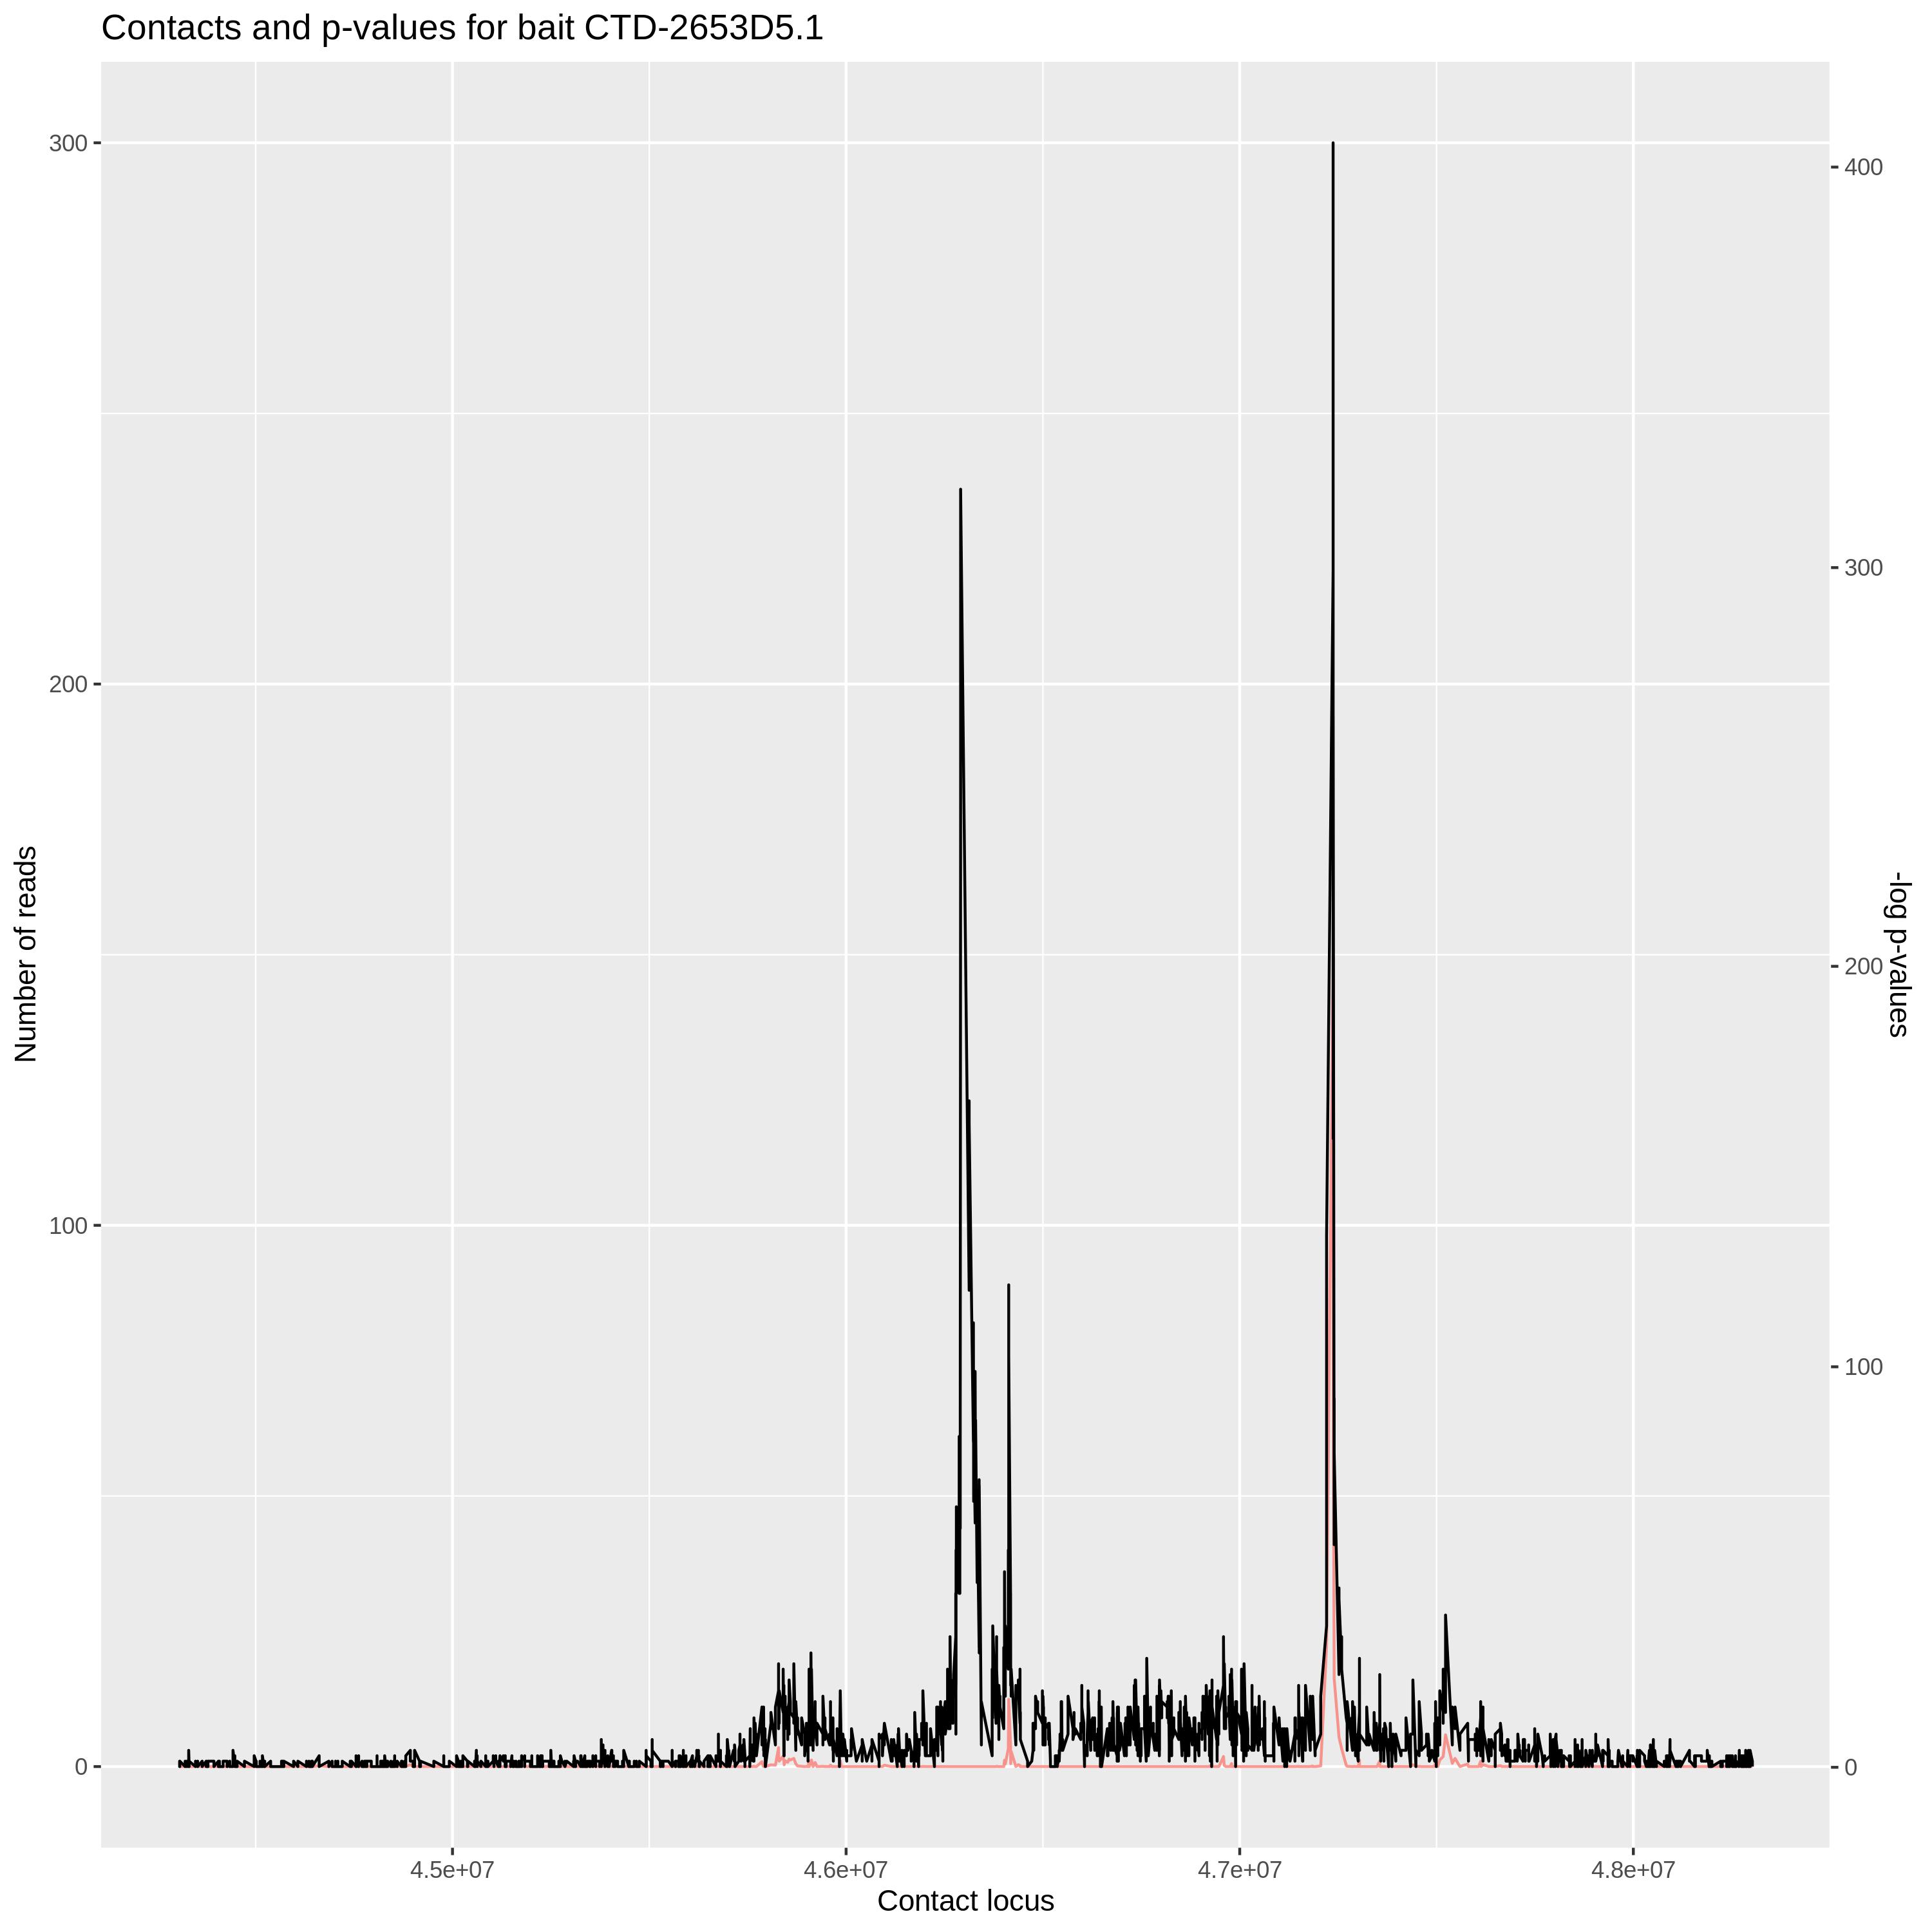 Contacts and p-values for bait CTD-2653D5.1
300
200
100
0
Number of reads
400
300
200
100
0
-log p-values
4.5e+07
4.6e+07
4.7e+07
4.8e+07
Contact locus